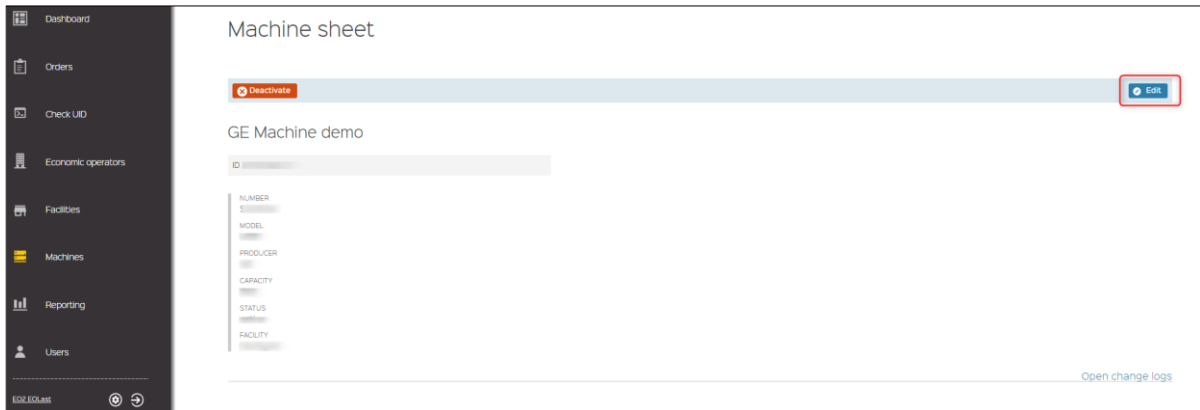 Dashboard
Orders
Check UID
Economic operators
Facilities
Machines
Reporting
Users
EO2 EOLast
Machine sheet
Deactivate
Edit
GE Machine demo
ID
NUMBER
MODEL
PRODUCER
CAPACITY
STATUS
FACILITY
Open change logs